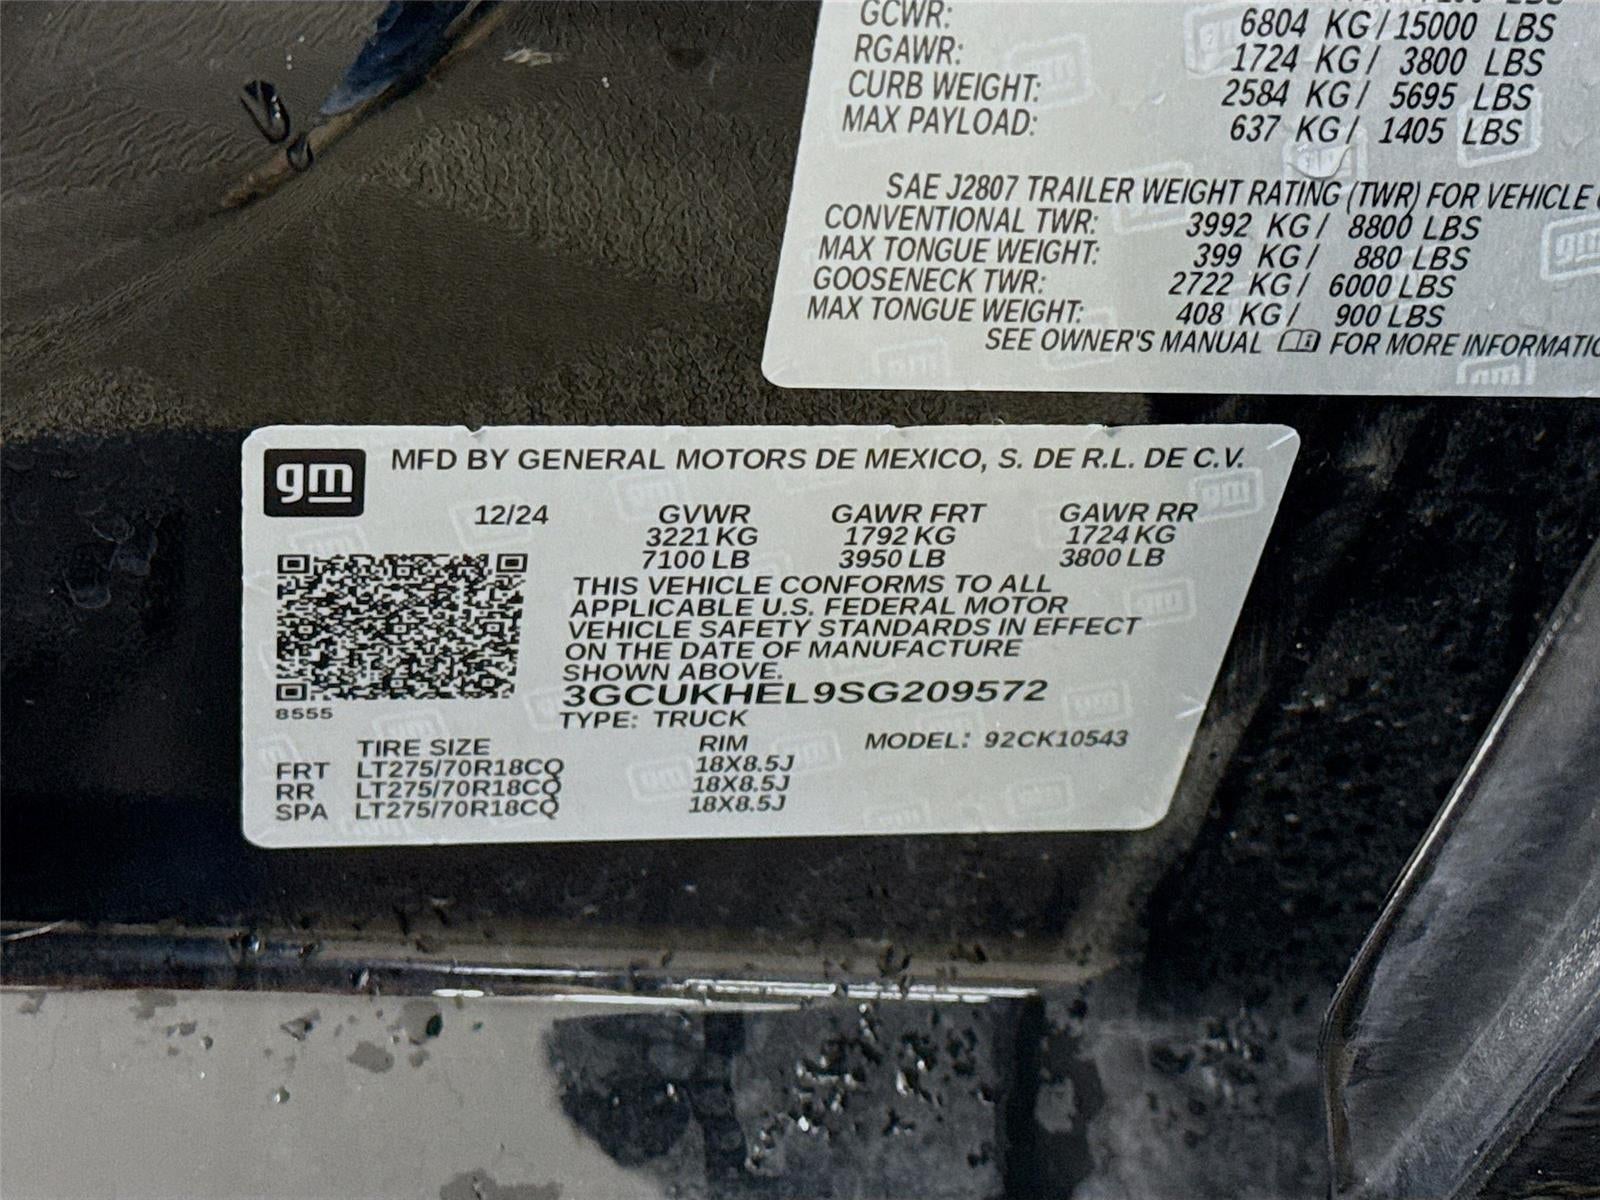 GCWR: 6804 KG/ 15000 LBS
RGAWR: 1724 KG/ 3800 LBS
CURB WEIGHT: 2584 KG/ 5695 LBS
MAX PAYLOAD: 637 KG/ 1405 LBS
SAE J2807 TRAILER WEIGHT RATING (TWR) FOR VEHICLE
CONVENTIONAL TWR: 3992 KG/ 8800 LBS
MAX TONGUE WEIGHT: 399 KG/ 880 LBS
GOOSENECK TWR: 2722 KG/ 6000 LBS
MAX TONGUE WEIGHT: 408 KG/ 900 LBS
SEE OWNER'S MANUAL FOR MORE INFORMATIO
gm MFD BY GENERAL MOTORS DE MEXICO, S. DE R.L. DE C.V.
12/24 GVWR GAWR FRT GAWR RR
3221 KG 1792 KG 1724 KG
7100 LB 3950 LB 3800 LB
THIS VEHICLE CONFORMS TO ALL
APPLICABLE U.S. FEDERAL MOTOR
VEHICLE SAFETY STANDARDS IN EFFECT
ON THE DATE OF MANUFACTURE
SHOWN ABOVE.
3GCUKHEL9SG209572
8555
TYPE: TRUCK
TIRE SIZE RIM MODEL: 92CK10543
FRT LT275/70R18CQ 18X8.5J
RR LT275/70R18CQ 18X8.5J
SPA LT275/70R18CQ 18X8.5J